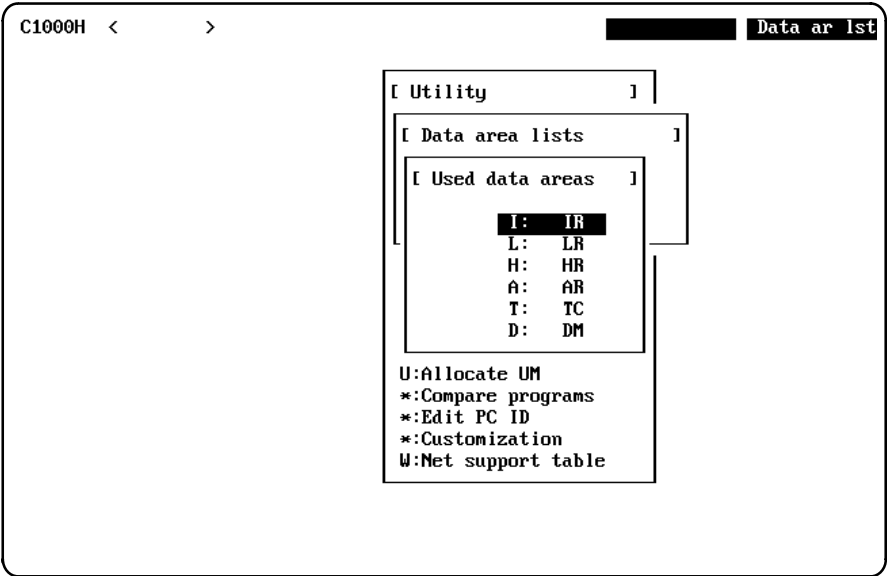 C1000H  <        >        Data ar lst
[ Utility ]
[ Data area lists ]
[ Used data areas ]
I: IR
L: LR
H: HR
A: AR
T: TC
D: DM
U:Allocate UM
*:Compare programs
*:Edit PC ID
*:Customization
W:Net support table